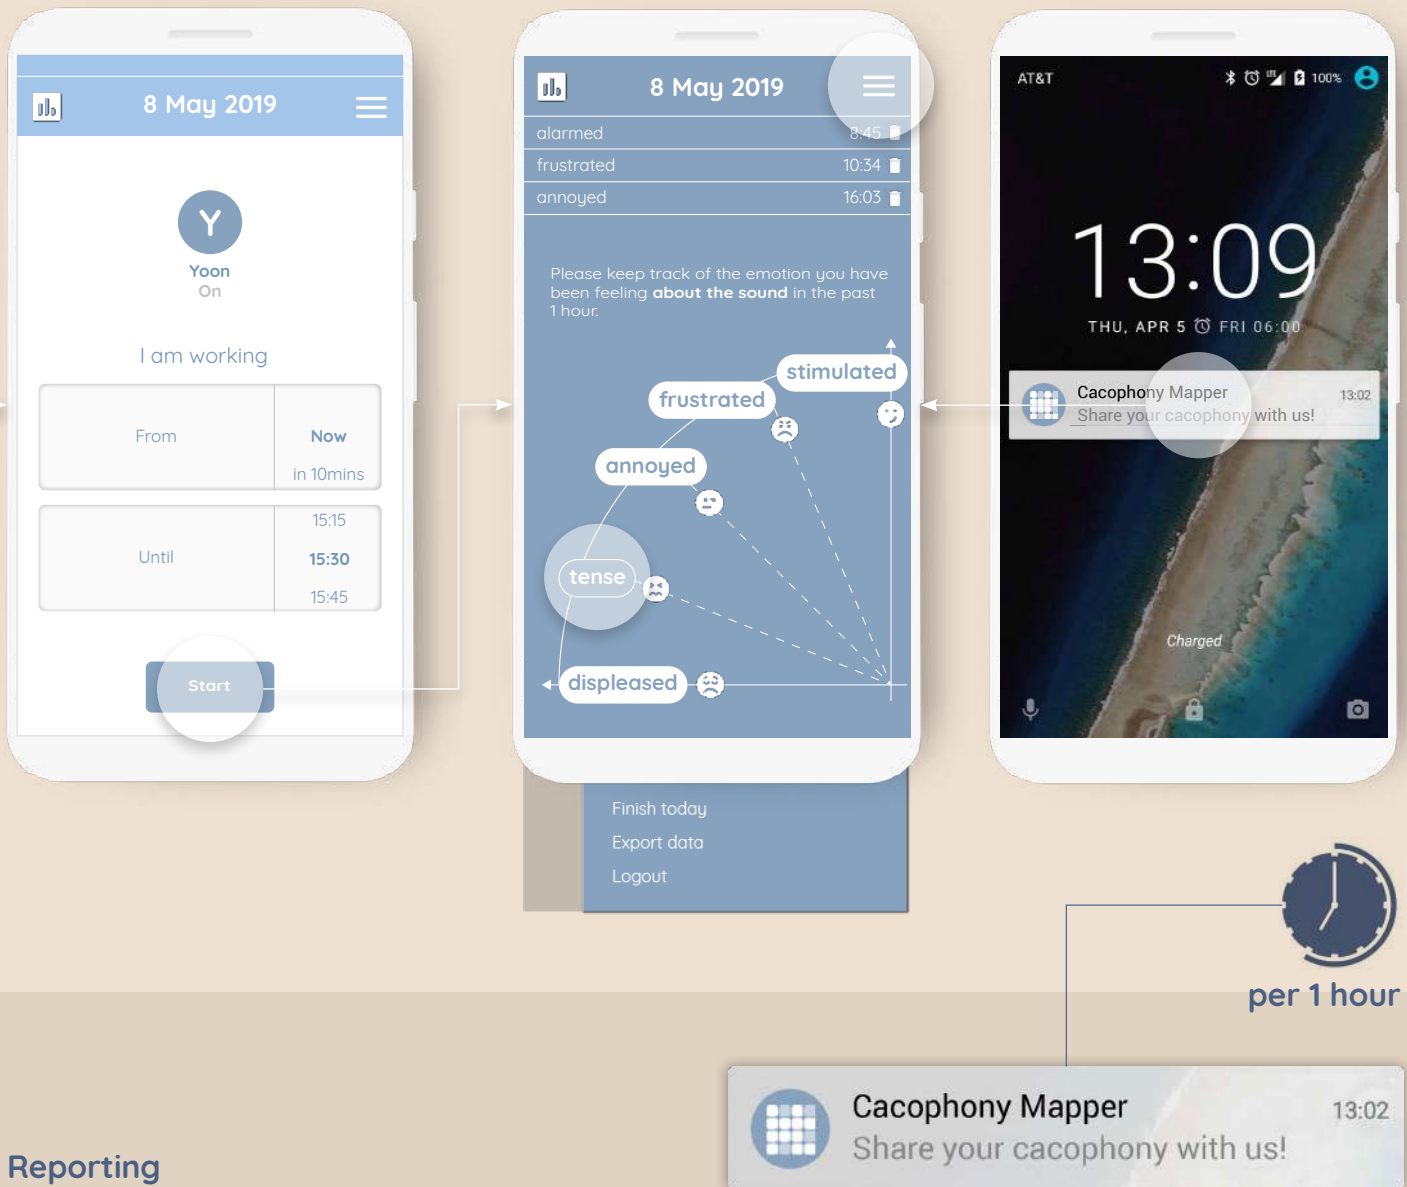 8 May 2019
Y
Yoon
On
I am working
From
Now
in 10mins
Until
15:15
15:30
15:45
Start
8 May 2019
alarmed 8:45
frustrated 10:34
annoyed 16:03
Please keep track of the emotion you have
been feeling about the sound in the past
1 hour.
stimulated
frustrated
annoyed
tense
displeased
Finish today
Export data
Logout
AT&T
LTE
100%
13:09
THU, APR 5 FRI 06:00
Cacophony Mapper 13:02
Share your cacophony with us!
Charged
per 1 hour
Cacophony Mapper 13:02
Share your cacophony with us!
Reporting